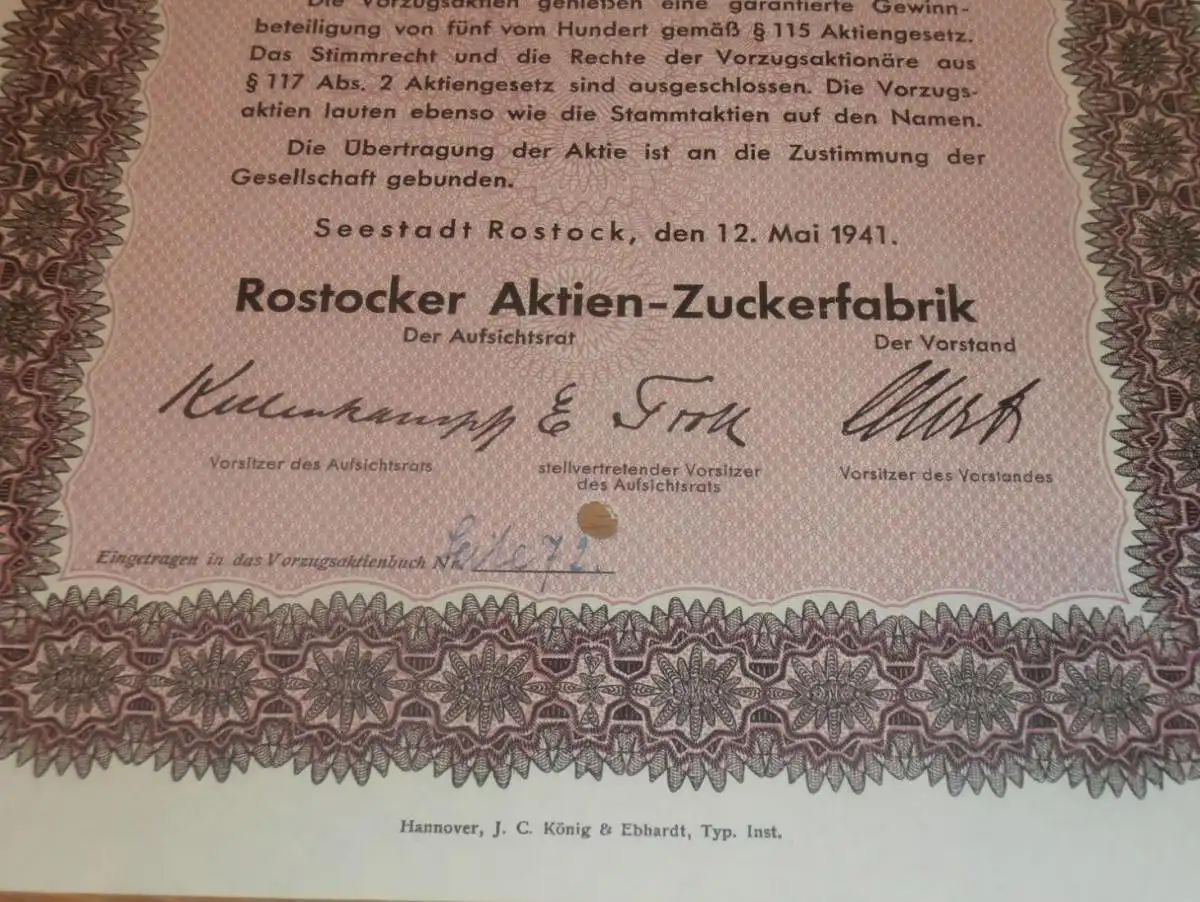 Die Vorzugsaktien genießen eine garantierte Gewinn-
beteiligung von fünf vom Hundert gemäß § 115 Aktiengesetz.
Das Stimmrecht und die Rechte der Vorzugsaktionäre aus
§ 117 Abs. 2 Aktiengesetz sind ausgeschlossen. Die Vorzugs-
aktien lauten ebenso wie die Stammtaktien auf den Namen.
Die Übertragung der Aktie ist an die Zustimmung der
Gesellschaft gebunden.
Seestadt Rostock, den 12. Mai 1941.
Rostocker Aktien-Zuckerfabrik
Der Aufsichtsrat Der Vorstand
Kulenkampff E
Vorsitzer des Aufsichtsrats stellvertretender Vorsitzer des Aufsichtsrats Vorsitzer des Vorstandes
Eingetragen in das Vorzugsaktienbuch Nr. Seite 72.
Hannover, J. C. König & Ebhardt, Typ. Inst.